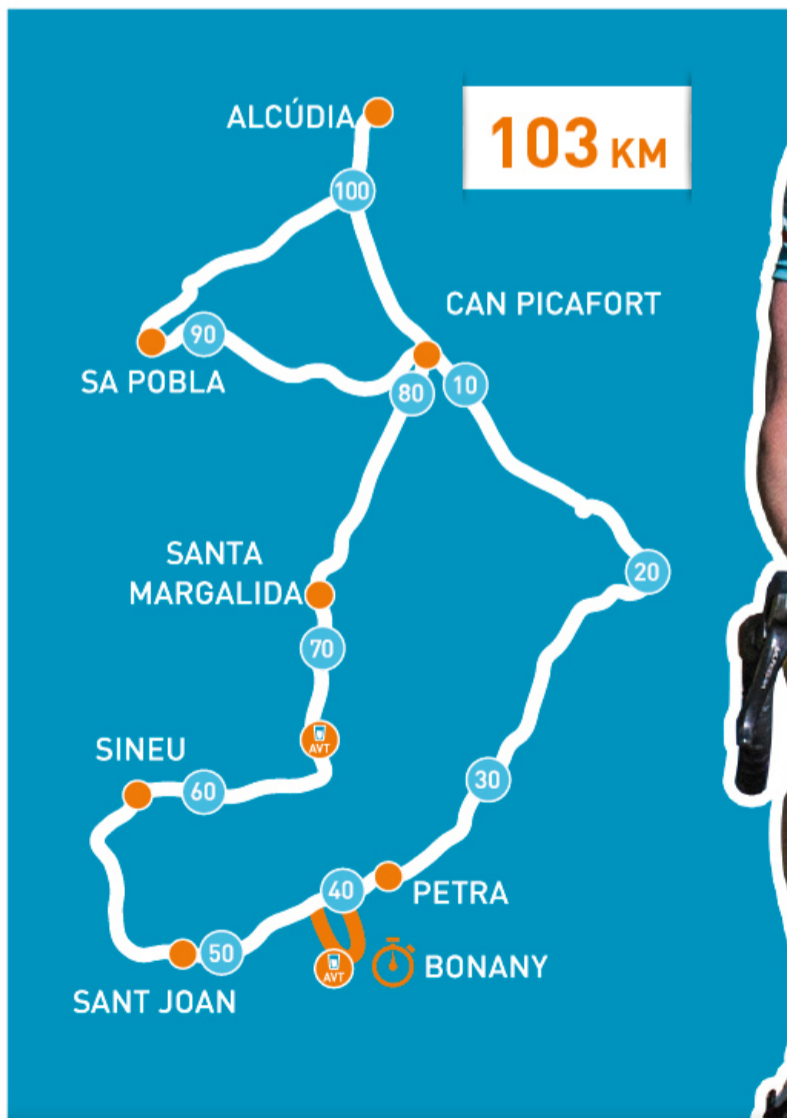 ALCÚDIA
103 KM
100
CAN PICAFORT
90
SA POBLA
80
10
SANTA
MARGALIDA
20
70
AVT
SINEU
60
30
40
PETRA
50
AVT
BONANY
SANT JOAN